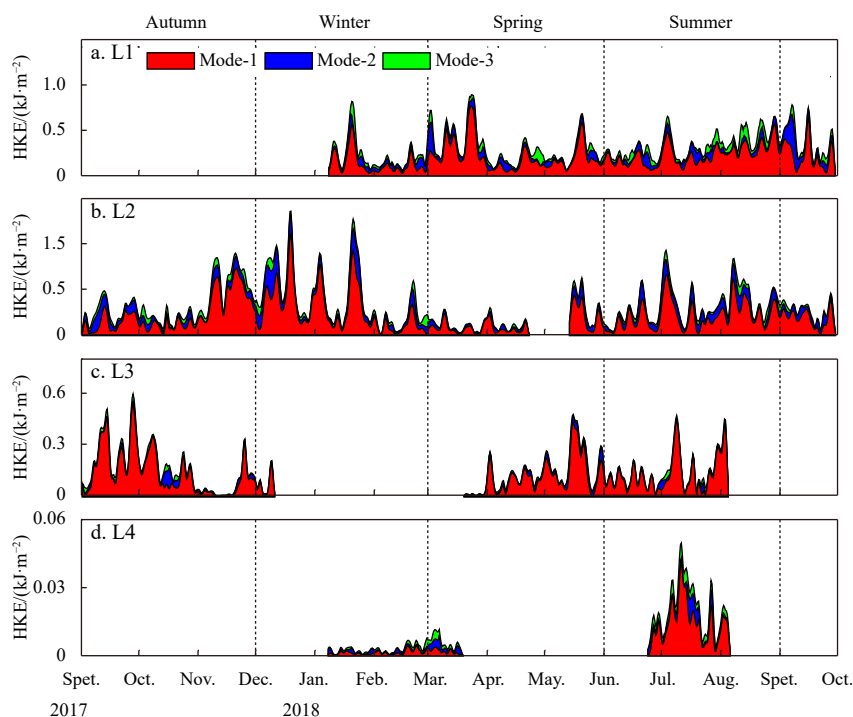 Autumn Winter Spring Summer
a. L1
Mode-1 Mode-2 Mode-3
HKE/(kJ·m⁻²)
1.0
0.5
0
b. L2
HKE/(kJ·m⁻²)
1.5
0.5
0
c. L3
HKE/(kJ·m⁻²)
0.6
0.3
0
d. L4
HKE/(kJ·m⁻²)
0.06
0.03
0
Spet. Oct. Nov. Dec. Jan. Feb. Mar. Apr. May. Jun. Jul. Aug. Spet. Oct.
2017 2018